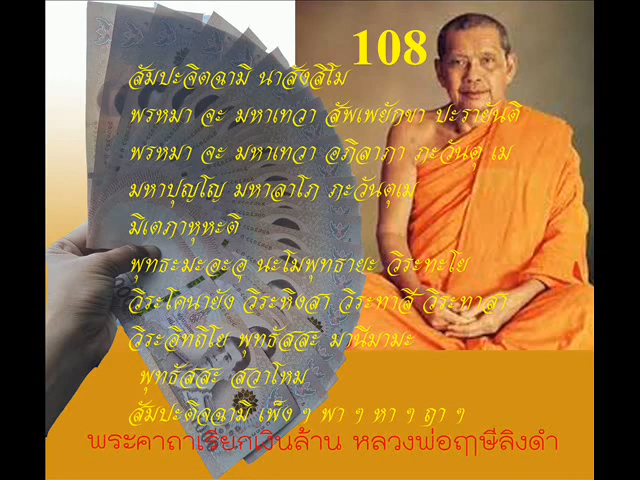 108
สัมปะจิตฉามิ นาสังสิโม
พรหมา จะ มหาเทวา สัพเพยักขา ปะรายันติ
พรหมา จะ มหาเทวา อภิลาภา ภะวันตุ เม
มหาปุญโญ มหาลาโภ ภะวันตุเม
มิเตภาหุหะติ
พุทธะมะอะอุ นะโมพุทธายะ วิระทะโย
วิระโคนายัง วิระหิงสา วิระทาสี วิระทาสา
วิระอิทถิโย พุทธัสสะ มานีมามะ
พุทธัสสะ สวาโหม
สัมปะติจฉามิ เพ็ง ๆ พา ๆ หา ๆ ฤา ๆ
พระคาถาเรียกเงินล้าน หลวงพ่อฤาษีลิงดำ